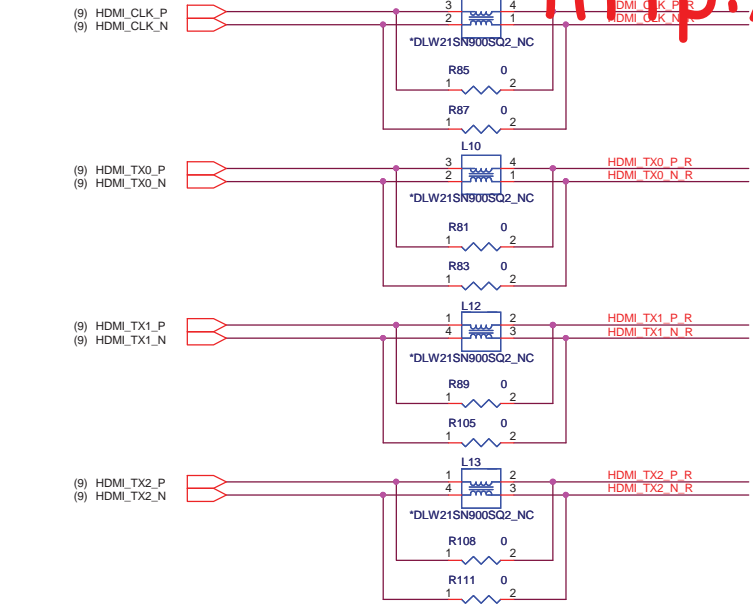 3 4
(9) HDMI_CLK_P HDMI_CLK_P_R
2 1
(9) HDMI_CLK_N HDMI_CLK_N_R
*DLW21SN900SQ2_NC
R85 0
1 2
R87 0
1 2
L10
3 4
(9) HDMI_TX0_P HDMI_TX0_P_R
2 1
(9) HDMI_TX0_N HDMI_TX0_N_R
*DLW21SN900SQ2_NC
R81 0
1 2
R83 0
1 2
L12
1 2
(9) HDMI_TX1_P HDMI_TX1_P_R
4 3
(9) HDMI_TX1_N HDMI_TX1_N_R
*DLW21SN900SQ2_NC
R89 0
1 2
R105 0
1 2
L13
1 2
(9) HDMI_TX2_P HDMI_TX2_P_R
4 3
(9) HDMI_TX2_N HDMI_TX2_N_R
*DLW21SN900SQ2_NC
R108 0
1 2
R111 0
1 2